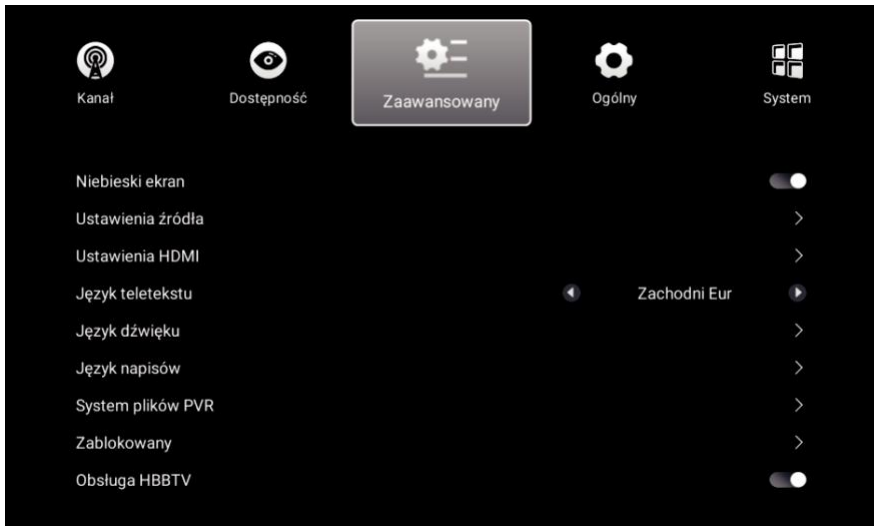 Kanał
Dostępność
Zaawansowany
Ogólny
System
Niebieski ekran
Ustawienia źródła
Ustawienia HDMI
Język teletekstu Zachodni Eur
Język dźwięku
Język napisów
System plików PVR
Zablokowany
Obsługa HBBTV